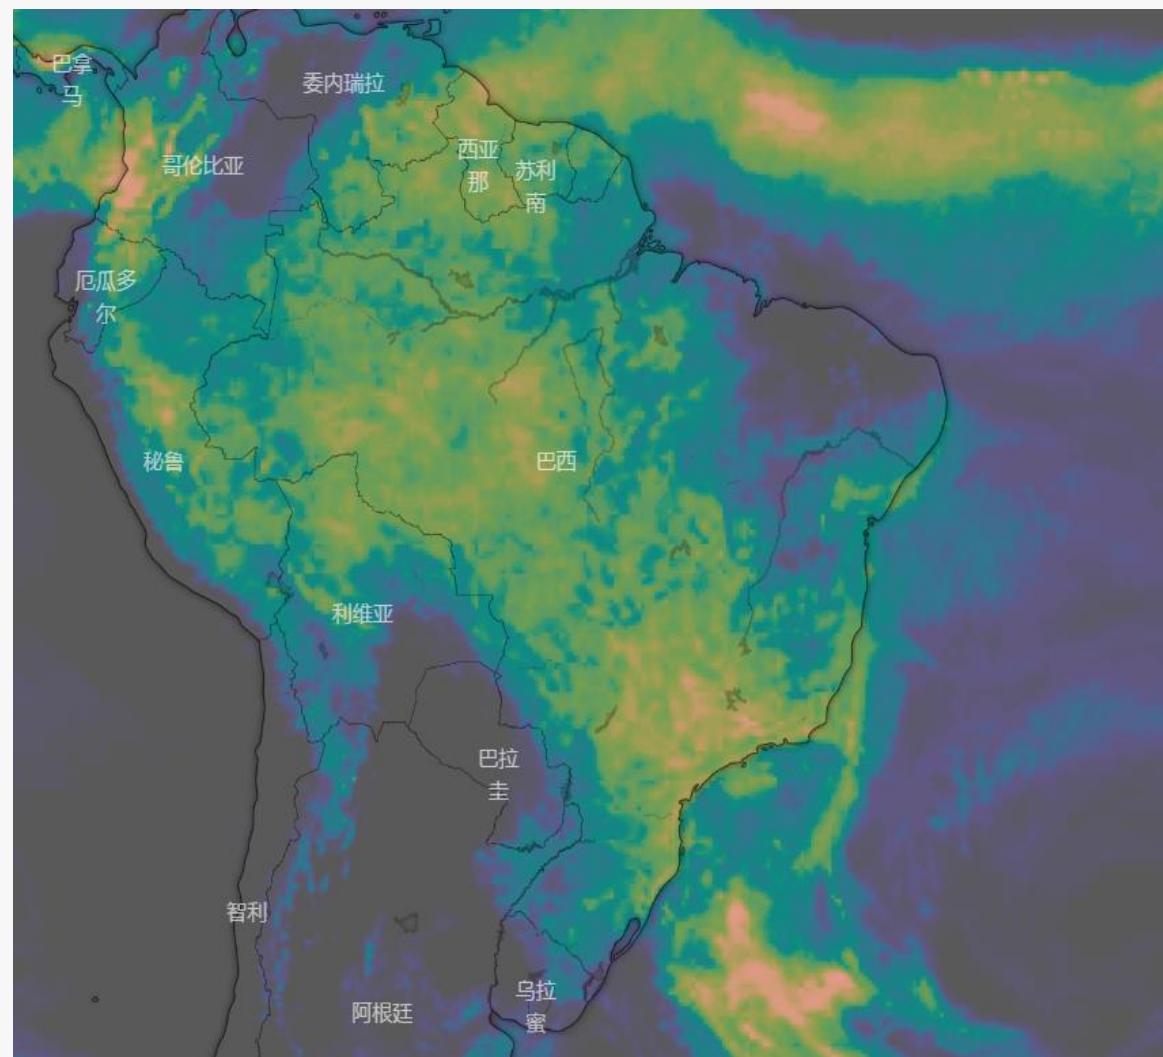 巴拿
马
委内瑞拉
哥伦比亚
西亚
那
苏利
南
厄瓜多
尔
秘鲁
巴西
利维亚
巴拉
圭
智利
乌拉
蜜
阿根廷